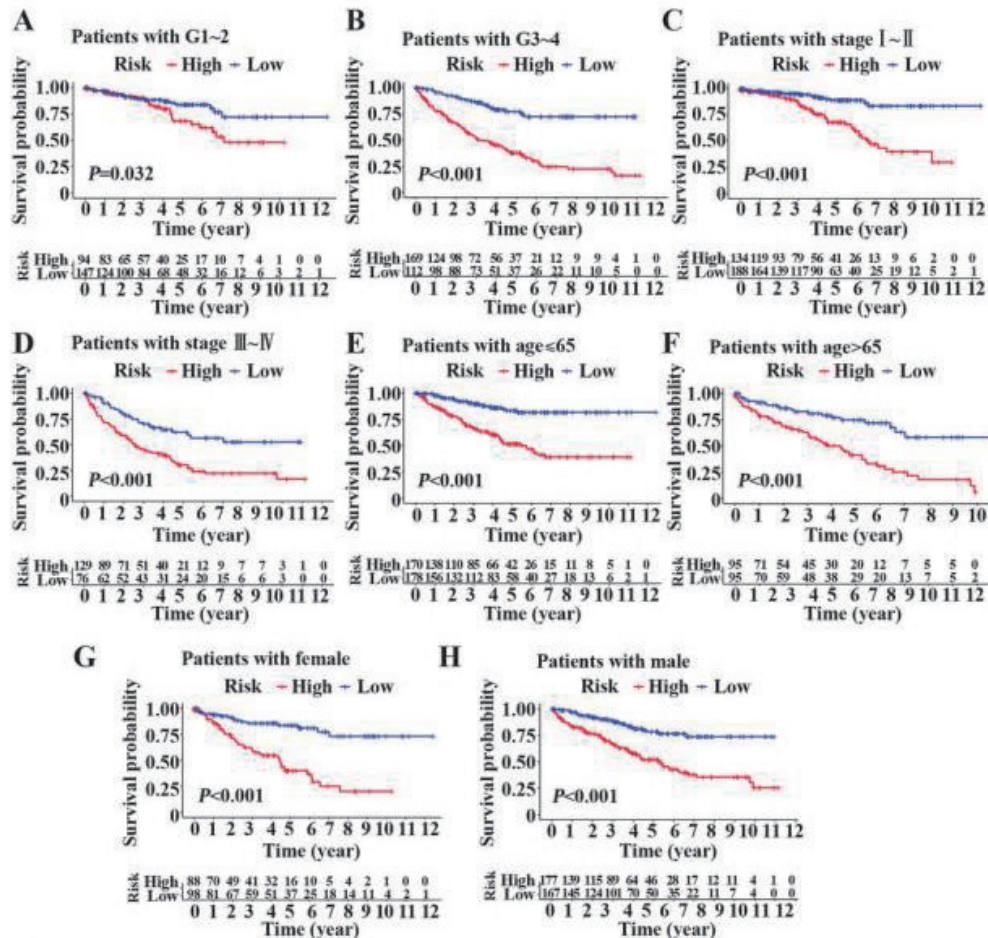 A
Patients with G1~2
Risk High Low
Survival probability
1.00
0.75
0.50
0.25
0
P=0.032
0 1 2 3 4 5 6 7 8 9 10 11 12
Time (year)
Risk
High 94 83 65 57 40 25 17 10 7 4 1 0 0
Low 147 124 100 84 68 48 32 16 12 6 3 2 1
0 1 2 3 4 5 6 7 8 9 10 11 12
Time (year)
B
Patients with G3~4
Risk High Low
Survival probability
1.00
0.75
0.50
0.25
0
P<0.001
0 1 2 3 4 5 6 7 8 9 10 11 12
Time (year)
Risk
High 169 124 98 72 56 37 21 12 9 9 4 1 0
Low 112 98 88 73 51 37 26 22 11 10 5 0 0
0 1 2 3 4 5 6 7 8 9 10 11 12
Time (year)
C
Patients with stage Ⅰ~Ⅱ
Risk High Low
Survival probability
1.00
0.75
0.50
0.25
0
P<0.001
0 1 2 3 4 5 6 7 8 9 10 11 12
Time (year)
Risk
High 134 119 93 79 56 41 26 13 9 6 2 0 0
Low 188 164 139 117 90 63 40 25 19 12 5 2 1
0 1 2 3 4 5 6 7 8 9 10 11 12
Time (year)
D
Patients with stage Ⅲ~Ⅳ
Risk High Low
Survival probability
1.00
0.75
0.50
0.25
0
P<0.001
0 1 2 3 4 5 6 7 8 9 10 11 12
Time (year)
Risk
High 129 89 71 51 40 21 12 9 7 7 3 1 0
Low 76 62 52 43 31 24 20 15 6 6 3 0 0
0 1 2 3 4 5 6 7 8 9 10 11 12
Time (year)
E
Patients with age≤65
Risk High Low
Survival probability
1.00
0.75
0.50
0.25
0
P<0.001
0 1 2 3 4 5 6 7 8 9 10 11 12
Time (year)
Risk
High 170 138 110 85 66 42 26 15 11 8 5 1 0
Low 178 156 132 112 83 58 40 27 18 13 6 2 1
0 1 2 3 4 5 6 7 8 9 10 11 12
Time (year)
F
Patients with age>65
Risk High Low
Survival probability
1.00
0.75
0.50
0.25
0
P<0.001
0 1 2 3 4 5 6 7 8 9 10
Time (year)
Risk
High 95 71 54 45 30 20 12 7 5 5 0
Low 95 70 59 48 38 29 20 13 7 5 2
0 1 2 3 4 5 6 7 8 9 10
Time (year)
G
Patients with female
Risk High Low
Survival probability
1.00
0.75
0.50
0.25
0
P<0.001
0 1 2 3 4 5 6 7 8 9 10 11 12
Time (year)
Risk
High 88 70 49 41 32 16 10 5 4 2 1 0 0
Low 98 81 67 59 51 37 25 18 14 11 4 2 1
0 1 2 3 4 5 6 7 8 9 10 11 12
Time (year)
H
Patients with male
Risk High Low
Survival probability
1.00
0.75
0.50
0.25
0
P<0.001
0 1 2 3 4 5 6 7 8 9 10 11 12
Time (year)
Risk
High 177 139 115 89 64 46 28 17 12 11 4 1 0
Low 167 145 124 101 70 50 35 22 11 7 4 0 0
0 1 2 3 4 5 6 7 8 9 10 11 12
Time (year)